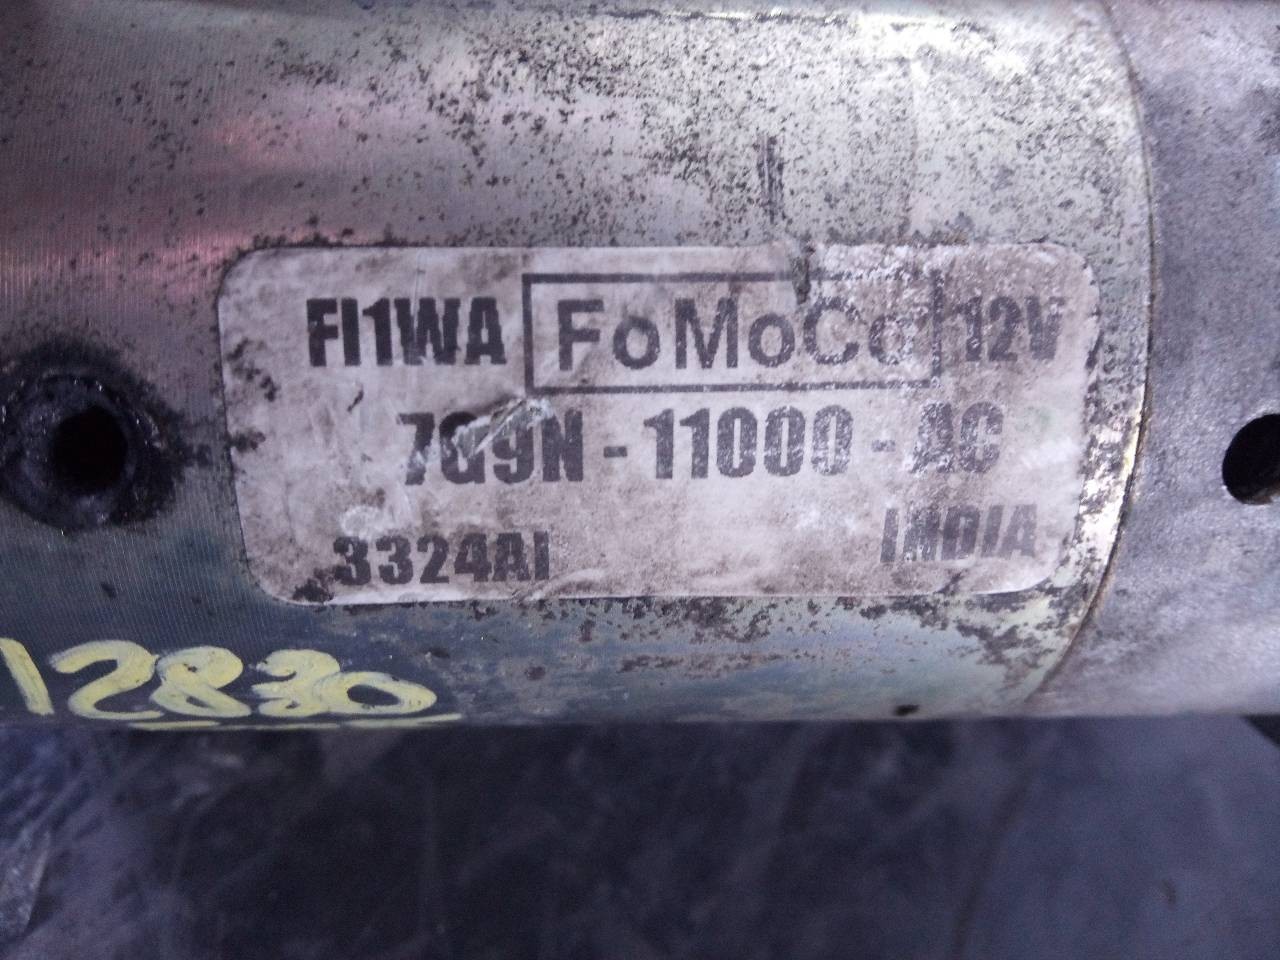 FI1WA FoMoCo 12V
7G9N - 11000 - AC
3324AI INDIA
12830